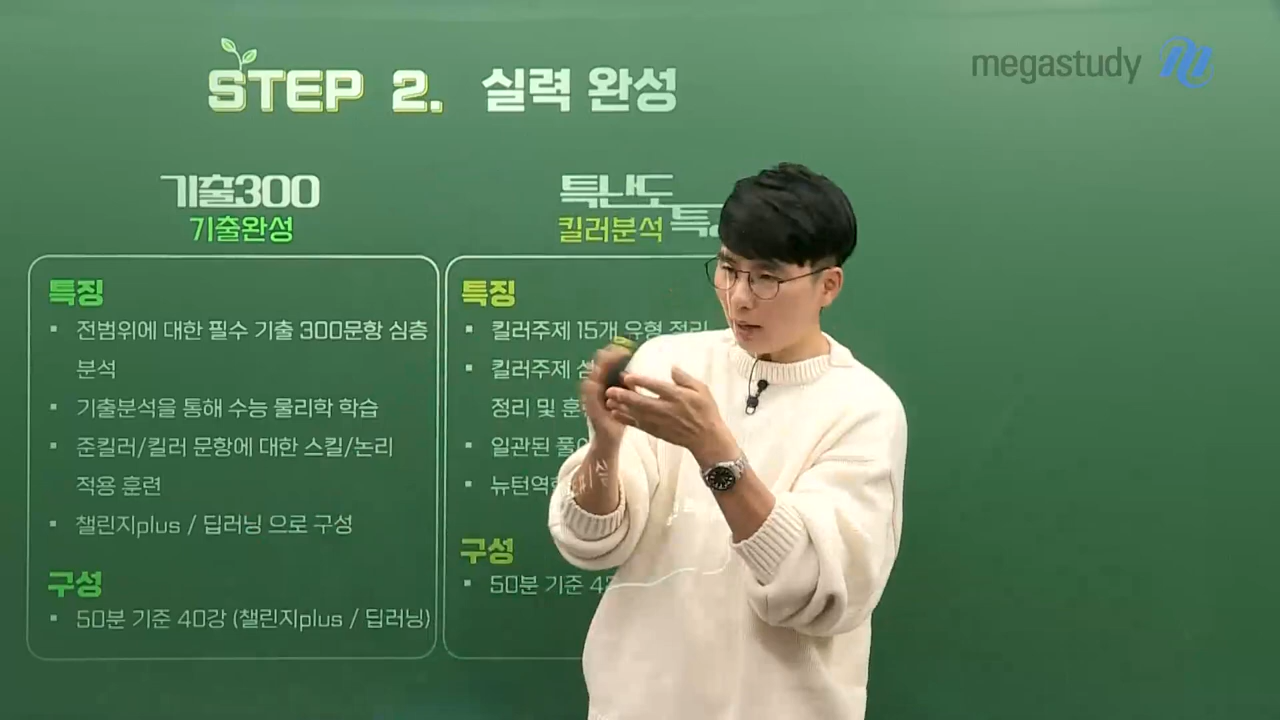 megastudy
STEP 2. 실력 완성
기출300
기출완성
특징
전범위에 대한 필수 기출 300문항 심층
분석
기출분석을 통해 수능 물리학 학습
준킬러/킬러 문항에 대한 스킬/논리
적용 훈련
챌린지plus / 딥러닝 으로 구성
구성
50분 기준 40강 (챌린지plus / 딥러닝)
특난도
킬러분석
특징
킬러주제 15개 유형 정리
킬러주제
정리 및
일관된
구성
50분 기준